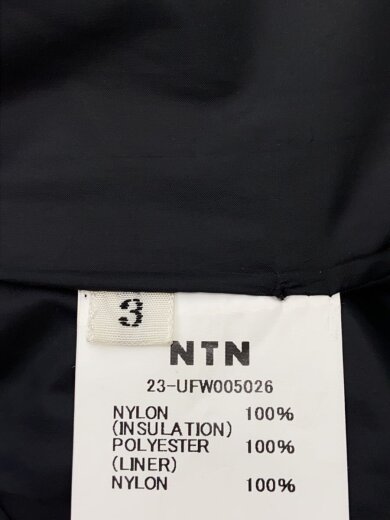 3
NTN
23-UFW005026
NYLON 100%
(INSULATION)
POLYESTER 100%
(LINER)
NYLON 100%